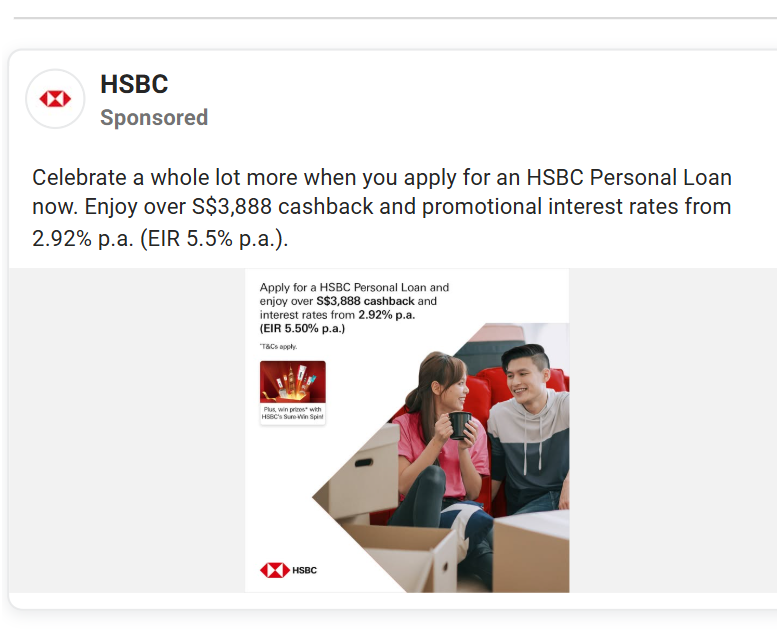 HSBC
Sponsored
Celebrate a whole lot more when you apply for an HSBC Personal Loan
now. Enjoy over S$3,888 cashback and promotional interest rates from
2.92% p.a. (EIR 5.5% p.a.).
Apply for a HSBC Personal Loan and
enjoy over S$3,888 cashback and
interest rates from 2.92% p.a.
(EIR 5.50% p.a.)
*T&Cs apply.
Plus, win prizes* with
HSBC's Sure-Win Spin!
HSBC